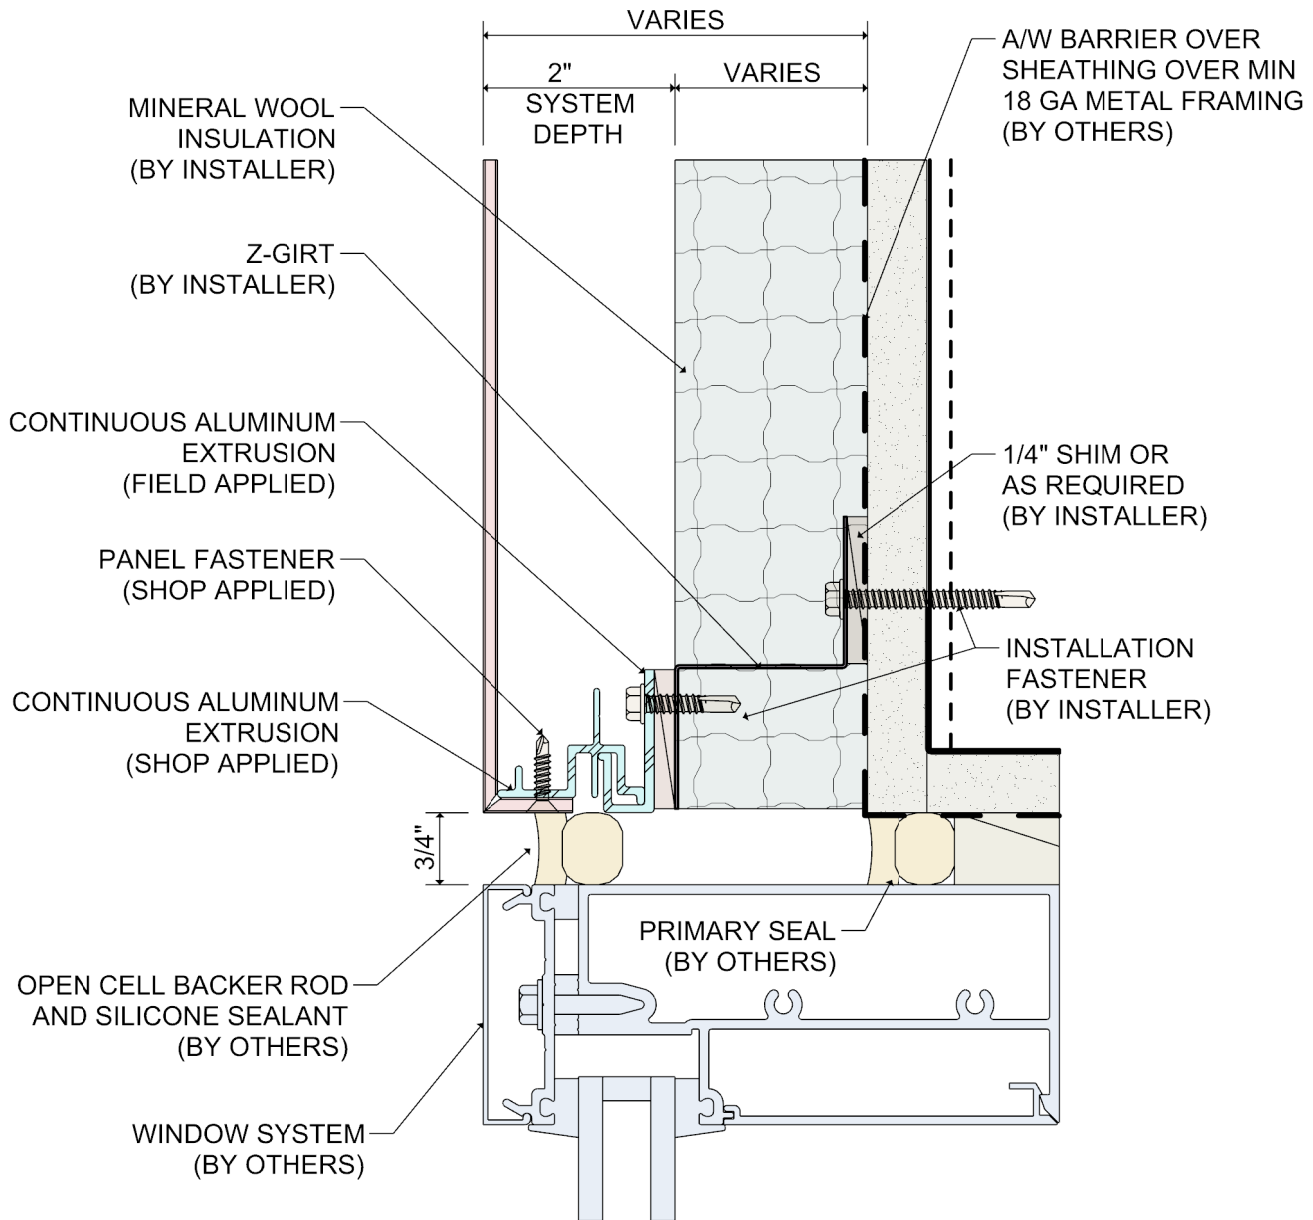 VARIES
2"
SYSTEM
DEPTH
VARIES
A/W BARRIER OVER
SHEATHING OVER MIN
18 GA METAL FRAMING
(BY OTHERS)
MINERAL WOOL
INSULATION
(BY INSTALLER)
Z-GIRT
(BY INSTALLER)
CONTINUOUS ALUMINUM
EXTRUSION
(FIELD APPLIED)
1/4" SHIM OR
AS REQUIRED
(BY INSTALLER)
PANEL FASTENER
(SHOP APPLIED)
INSTALLATION
FASTENER
(BY INSTALLER)
CONTINUOUS ALUMINUM
EXTRUSION
(SHOP APPLIED)
3/4"
PRIMARY SEAL
(BY OTHERS)
OPEN CELL BACKER ROD
AND SILICONE SEALANT
(BY OTHERS)
WINDOW SYSTEM
(BY OTHERS)